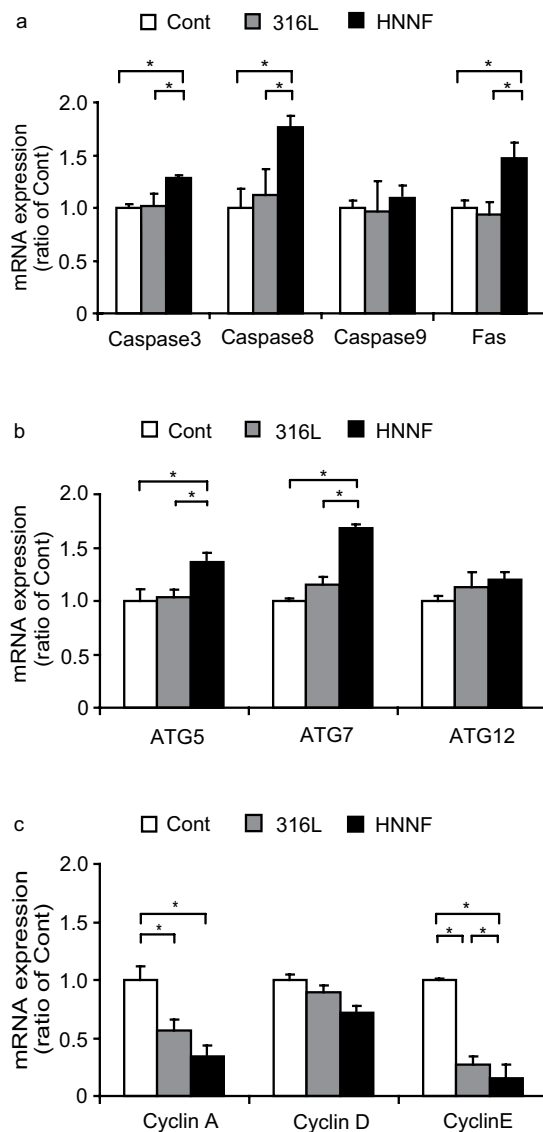 a
Cont 316L HNNF
* * *
* * *
mRNA expression
(ratio of Cont)
2.0
1.5
1.0
0.5
0
Caspase3 Caspase8 Caspase9 Fas
b
Cont 316L HNNF
* *
* *
mRNA expression
(ratio of Cont)
2.0
1.5
1.0
0.5
0
ATG5 ATG7 ATG12
c
Cont 316L HNNF
mRNA expression
(ratio of Cont)
2.0
1.5
1.0
0.5
0
* *
* * *
Cyclin A Cyclin D CyclinE